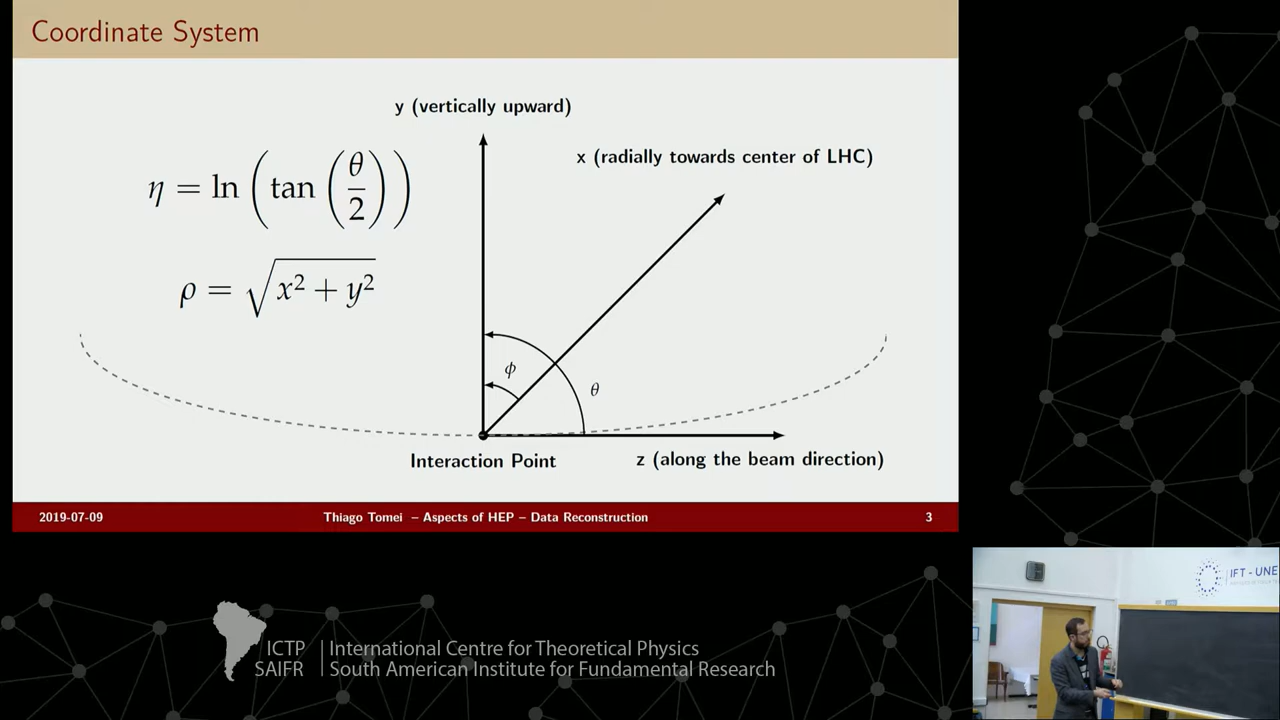 Coordinate System
y (vertically upward)
x (radially towards center of LHC)
η = ln (tan (θ/2))
ρ = √x² + y²
ϕ
θ
Interaction Point
z (along the beam direction)
2019-07-09
Thiago Tomei – Aspects of HEP – Data Reconstruction
3
ICTP
SAIFR
International Centre for Theoretical Physics
South American Institute for Fundamental Research
IFT - UNE